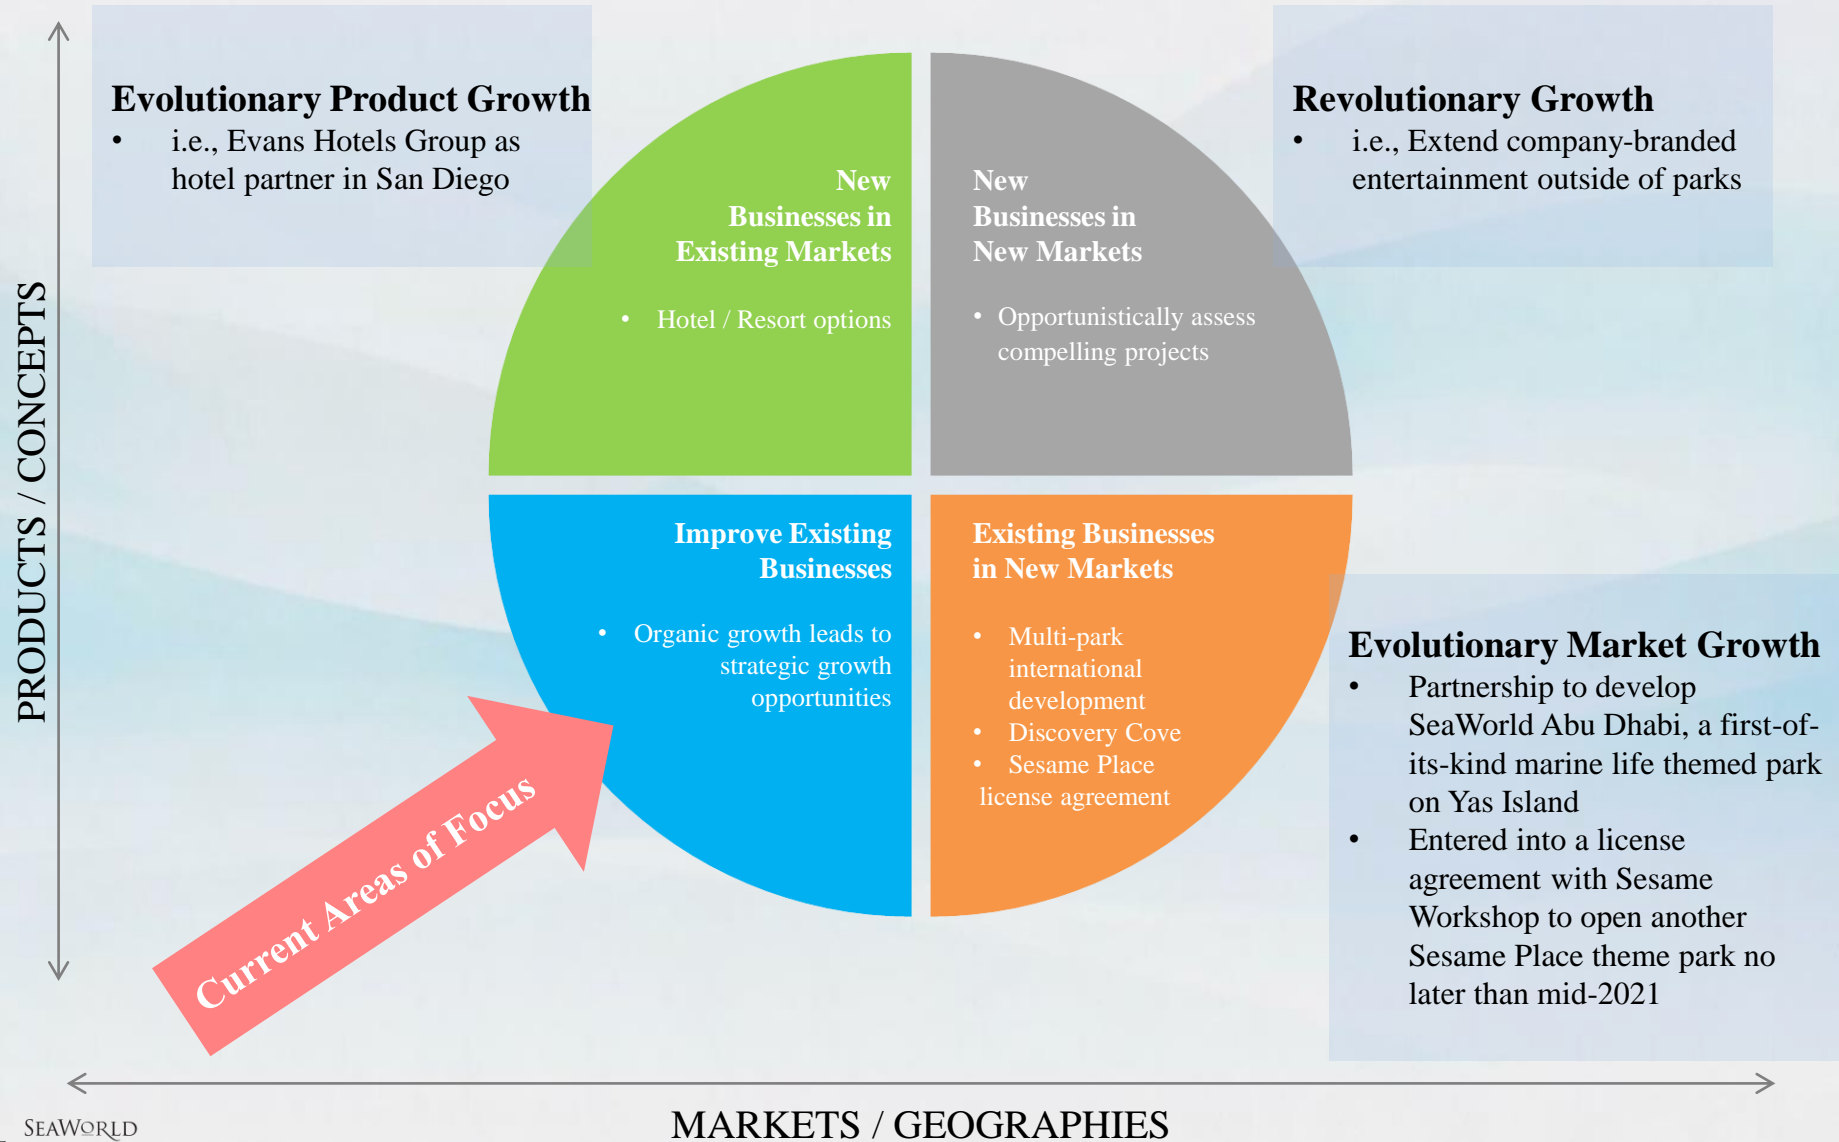 Evolutionary Product Growth
• i.e., Evans Hotels Group as
hotel partner in San Diego
Revolutionary Growth
• i.e., Extend company-branded
entertainment outside of parks
New
Businesses in
Existing Markets
• Hotel / Resort options
New
Businesses in
New Markets
• Opportunistically assess
compelling projects
PRODUCTS / CONCEPTS
Improve Existing
Businesses
• Organic growth leads to
strategic growth
opportunities
Existing Businesses
in New Markets
• Multi-park
international
development
• Discovery Cove
• Sesame Place
license agreement
Evolutionary Market Growth
• Partnership to develop
SeaWorld Abu Dhabi, a first-of-
its-kind marine life themed park
on Yas Island
• Entered into a license
agreement with Sesame
Workshop to open another
Sesame Place theme park no
later than mid-2021
Current Areas of Focus
MARKETS / GEOGRAPHIES
SEAWORLD